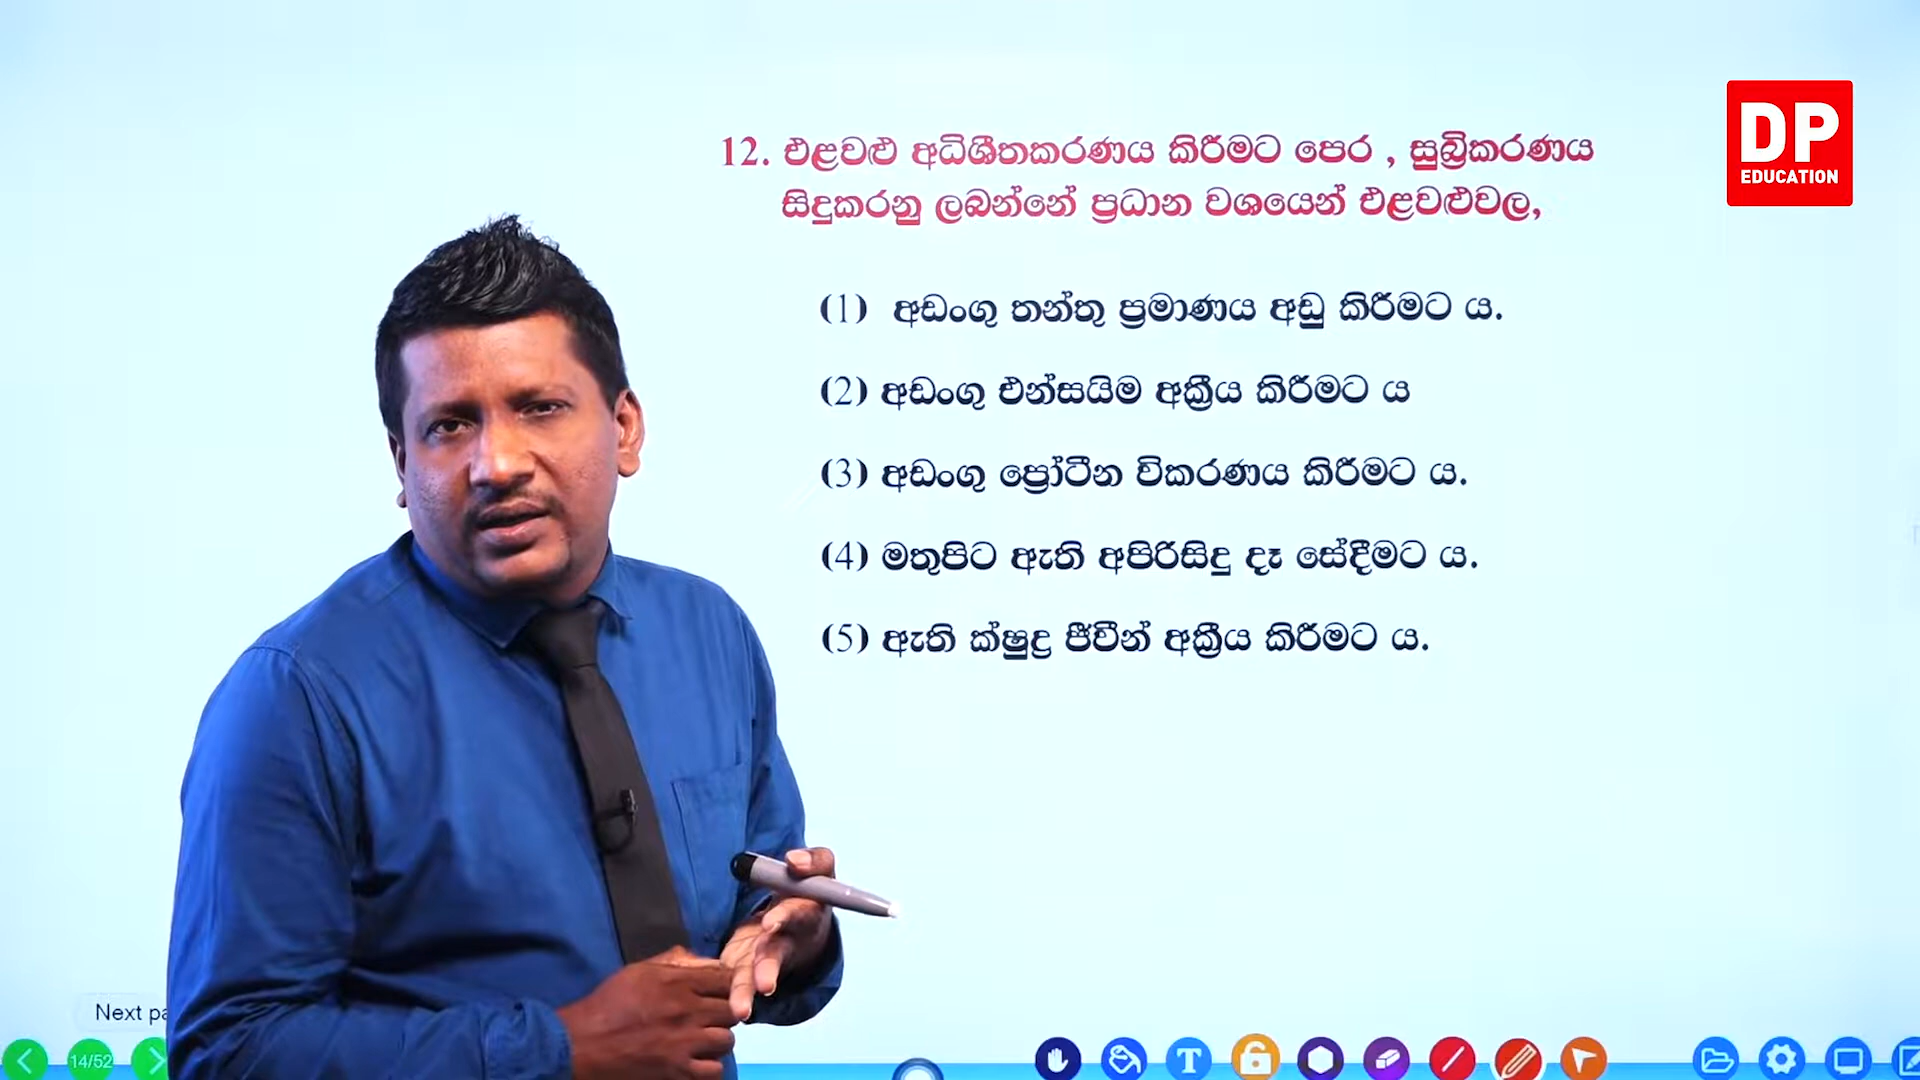 DP
EDUCATION
12. එළවළු අධිශීතකරණය කිරීමට පෙර , සුබ්‍රිකරණය
සිදුකරනු ලබන්නේ ප්‍රධාන වශයෙන් එළවළුවල,
(1) අඩංගු තන්තු ප්‍රමාණය අඩු කිරීමට ය.
(2) අඩංගු එන්සයිම අක්‍රීය කිරීමට ය
(3) අඩංගු ප්‍රෝටීන විකරණය කිරීමට ය.
(4) මතුපිට ඇති අපිරිසිදු දෑ සේදීමට ය.
(5) ඇති ක්ෂුද්‍ර ජීවීන් අක්‍රීය කිරීමට ය.
Next pa
14/52